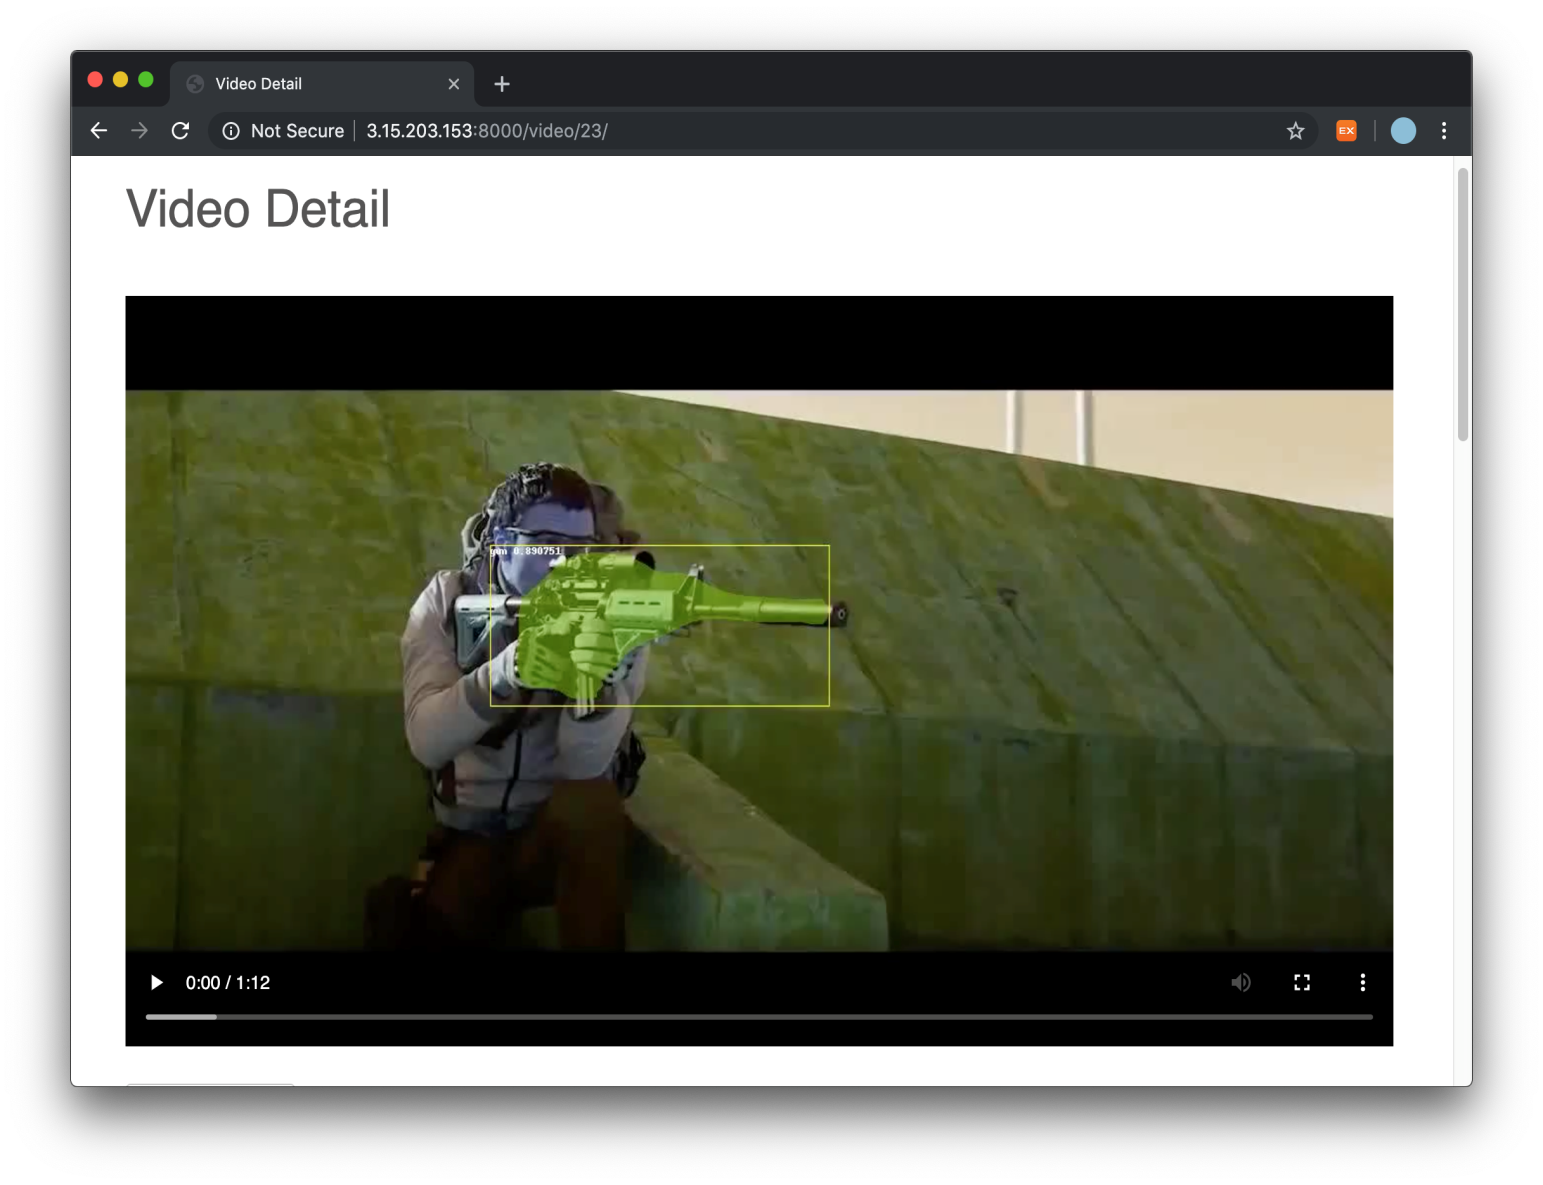 Video Detail
Not Secure 3.15.203.153:8000/video/23/
EX
Video Detail
gun 0.890751
0:00 / 1:12